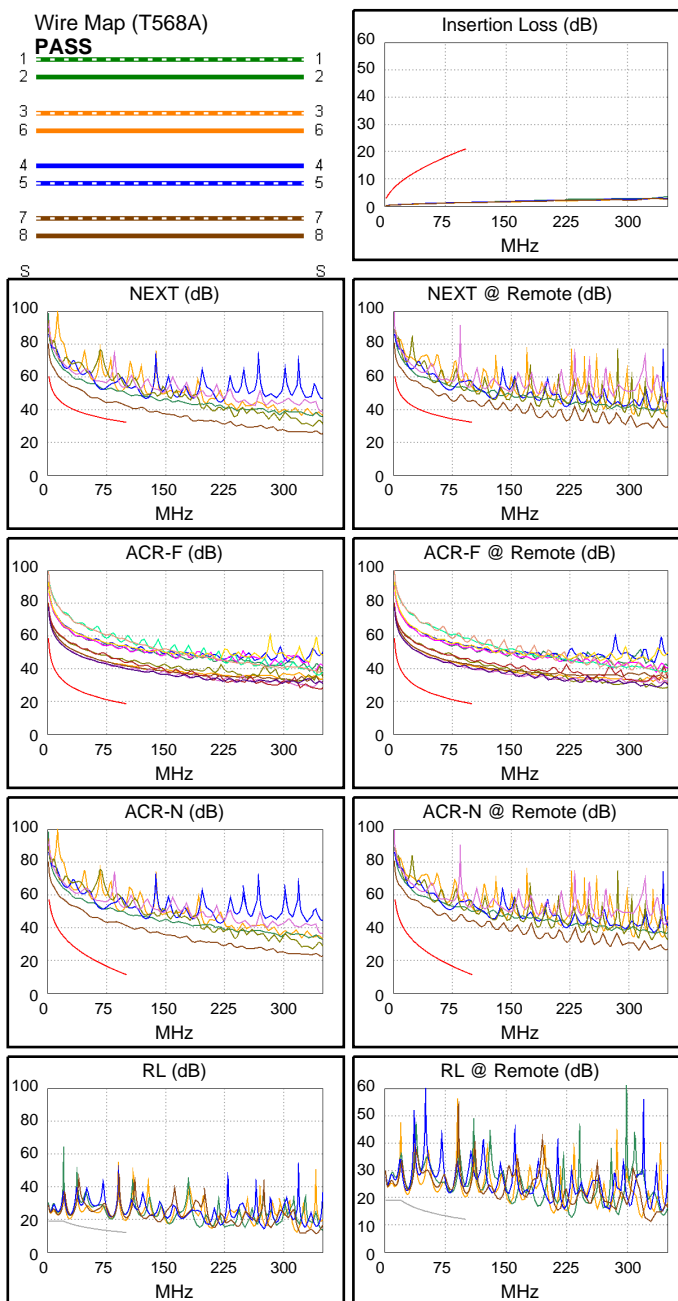 Wire Map (T568A)
PASS
1 1
2 2
3 3
6 6
4 4
5 5
7 7
8 8
S S
Insertion Loss (dB)
60
50
40
30
20
10
0
0 75 150 225 300
MHz
NEXT (dB)
100
80
60
40
20
0
0 75 150 225 300
MHz
NEXT @ Remote (dB)
100
80
60
40
20
0
0 75 150 225 300
MHz
ACR-F (dB)
100
80
60
40
20
0
0 75 150 225 300
MHz
ACR-F @ Remote (dB)
100
80
60
40
20
0
0 75 150 225 300
MHz
ACR-N (dB)
100
80
60
40
20
0
0 75 150 225 300
MHz
ACR-N @ Remote (dB)
100
80
60
40
20
0
0 75 150 225 300
MHz
RL (dB)
100
80
60
40
20
0
0 75 150 225 300
MHz
RL @ Remote (dB)
60
50
40
30
20
10
0
0 75 150 225 300
MHz